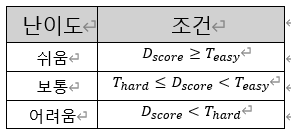 난이도 조건
쉬움 D_score ≥ T_easy
보통 T_hard ≤ D_score < T_easy
어려움 D_score < T_hard